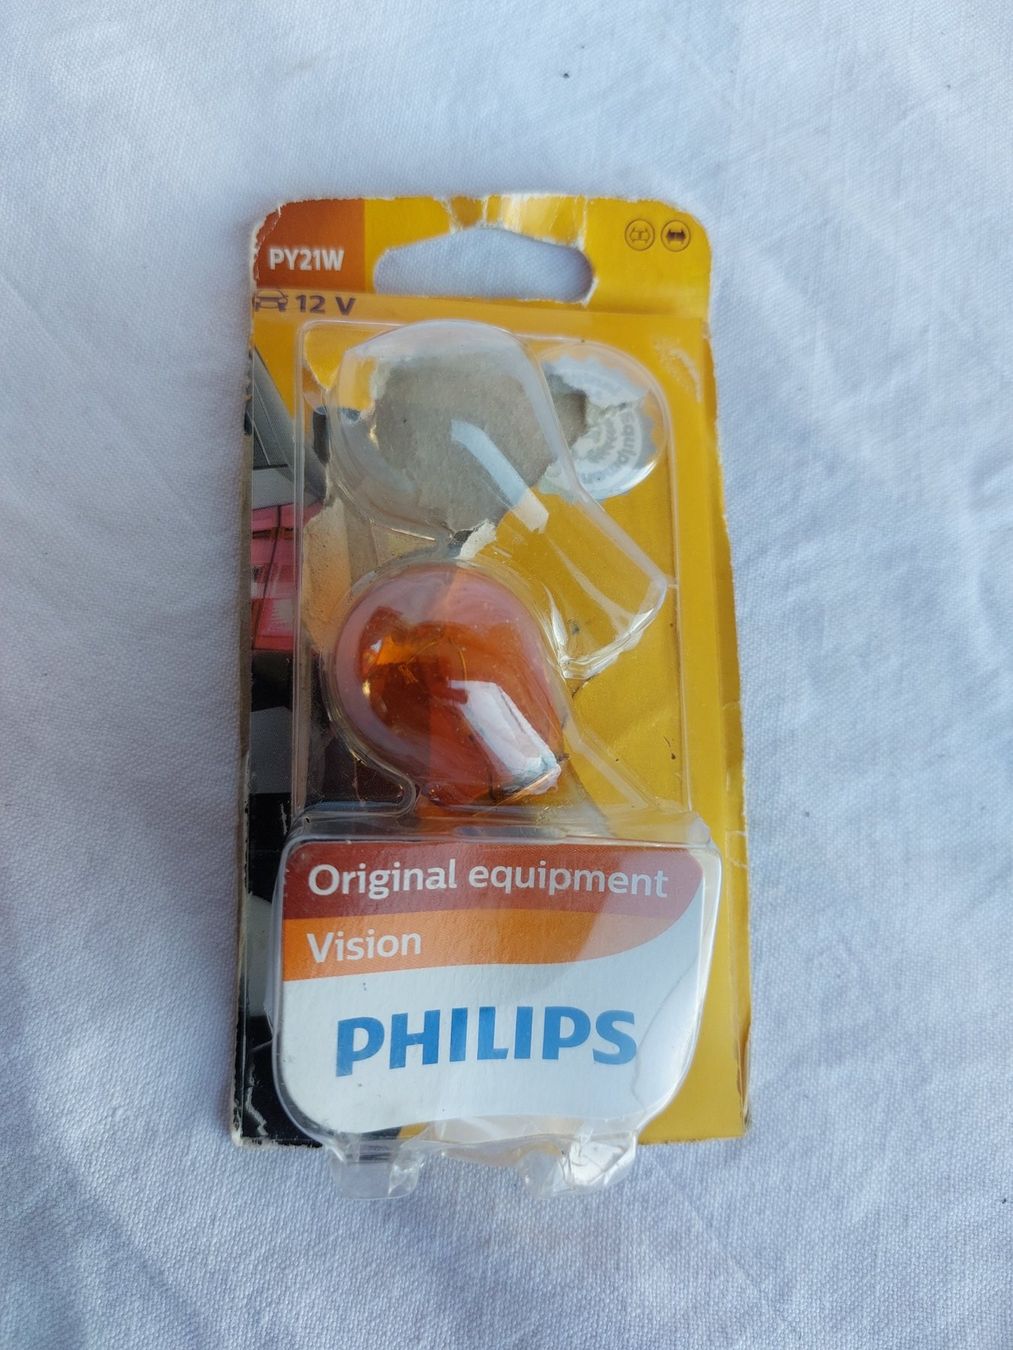 PY21W
12 V
Original equipment
Vision
PHILIPS